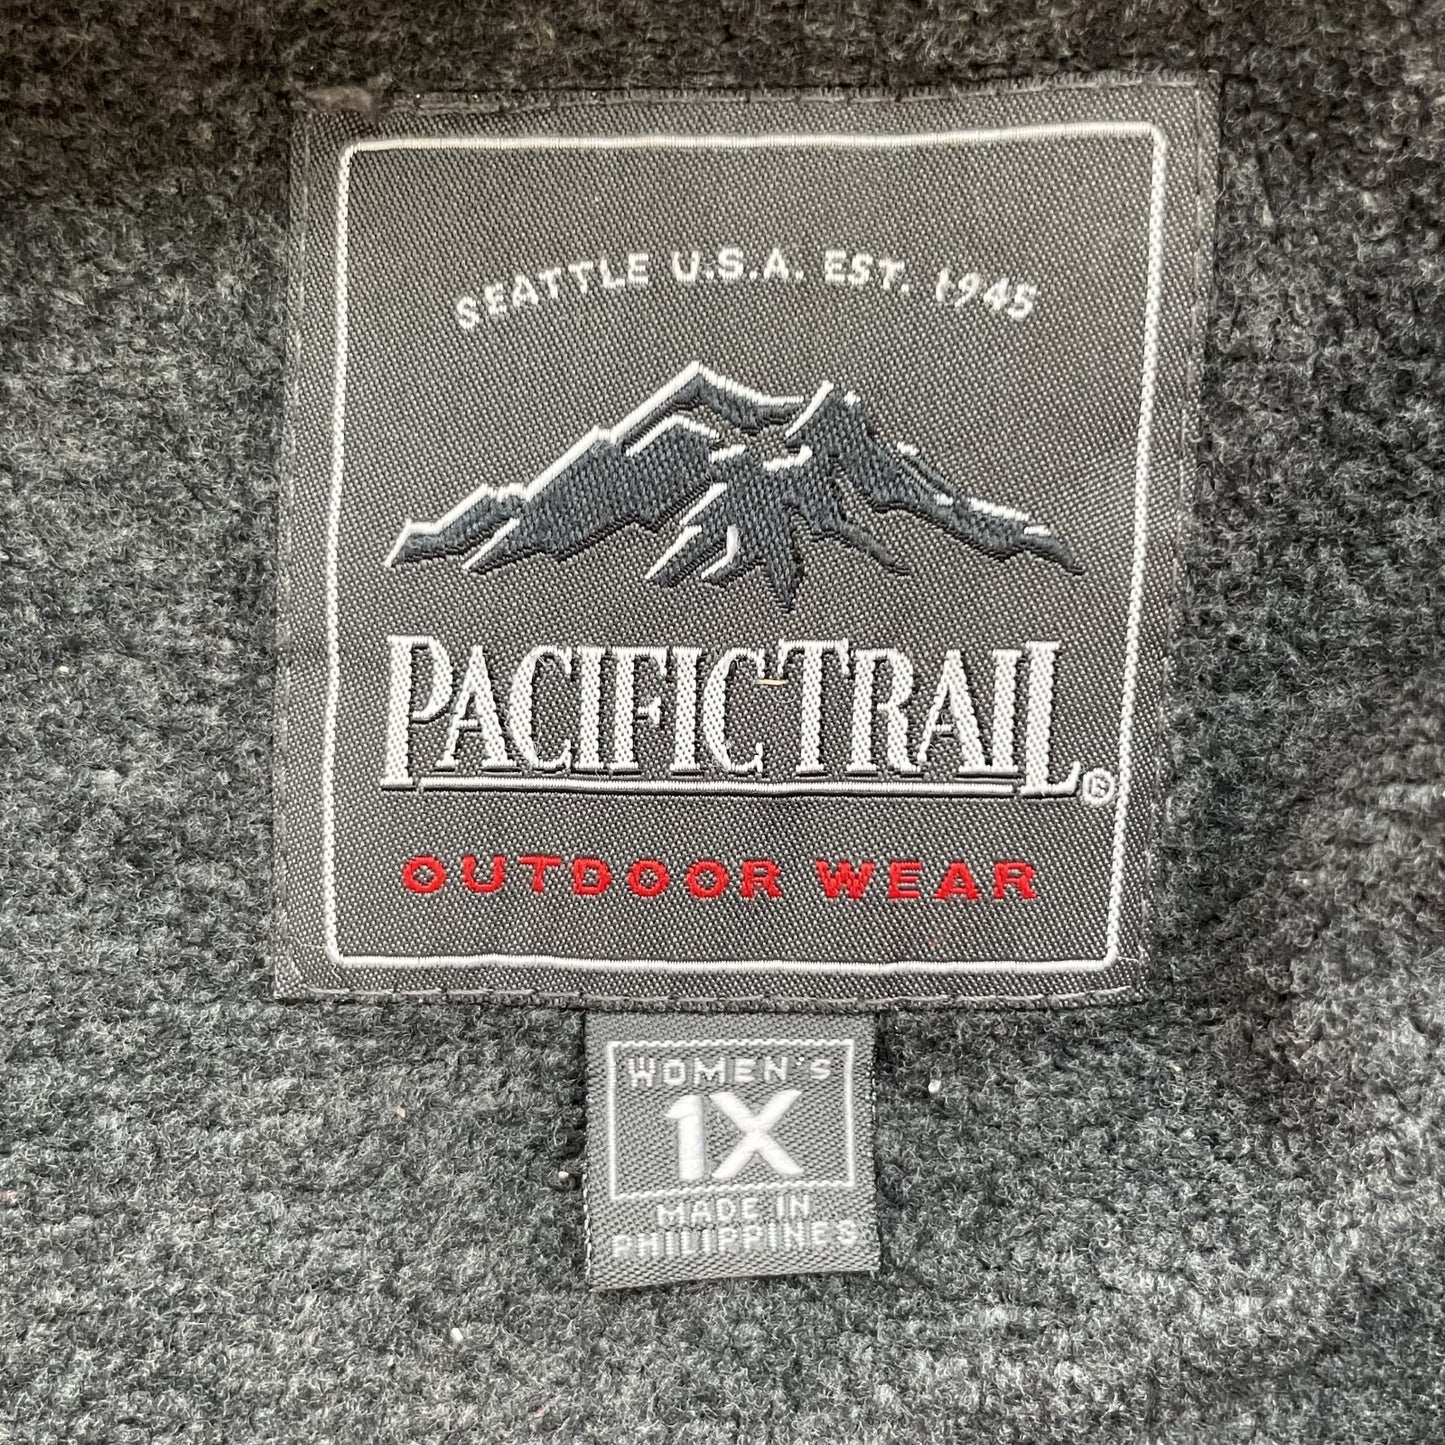 SEATTLE U.S.A. EST. 1945
PACIFIC TRAIL®
OUTDOOR WEAR
WOMEN'S
1X
MADE IN
PHILIPPINES